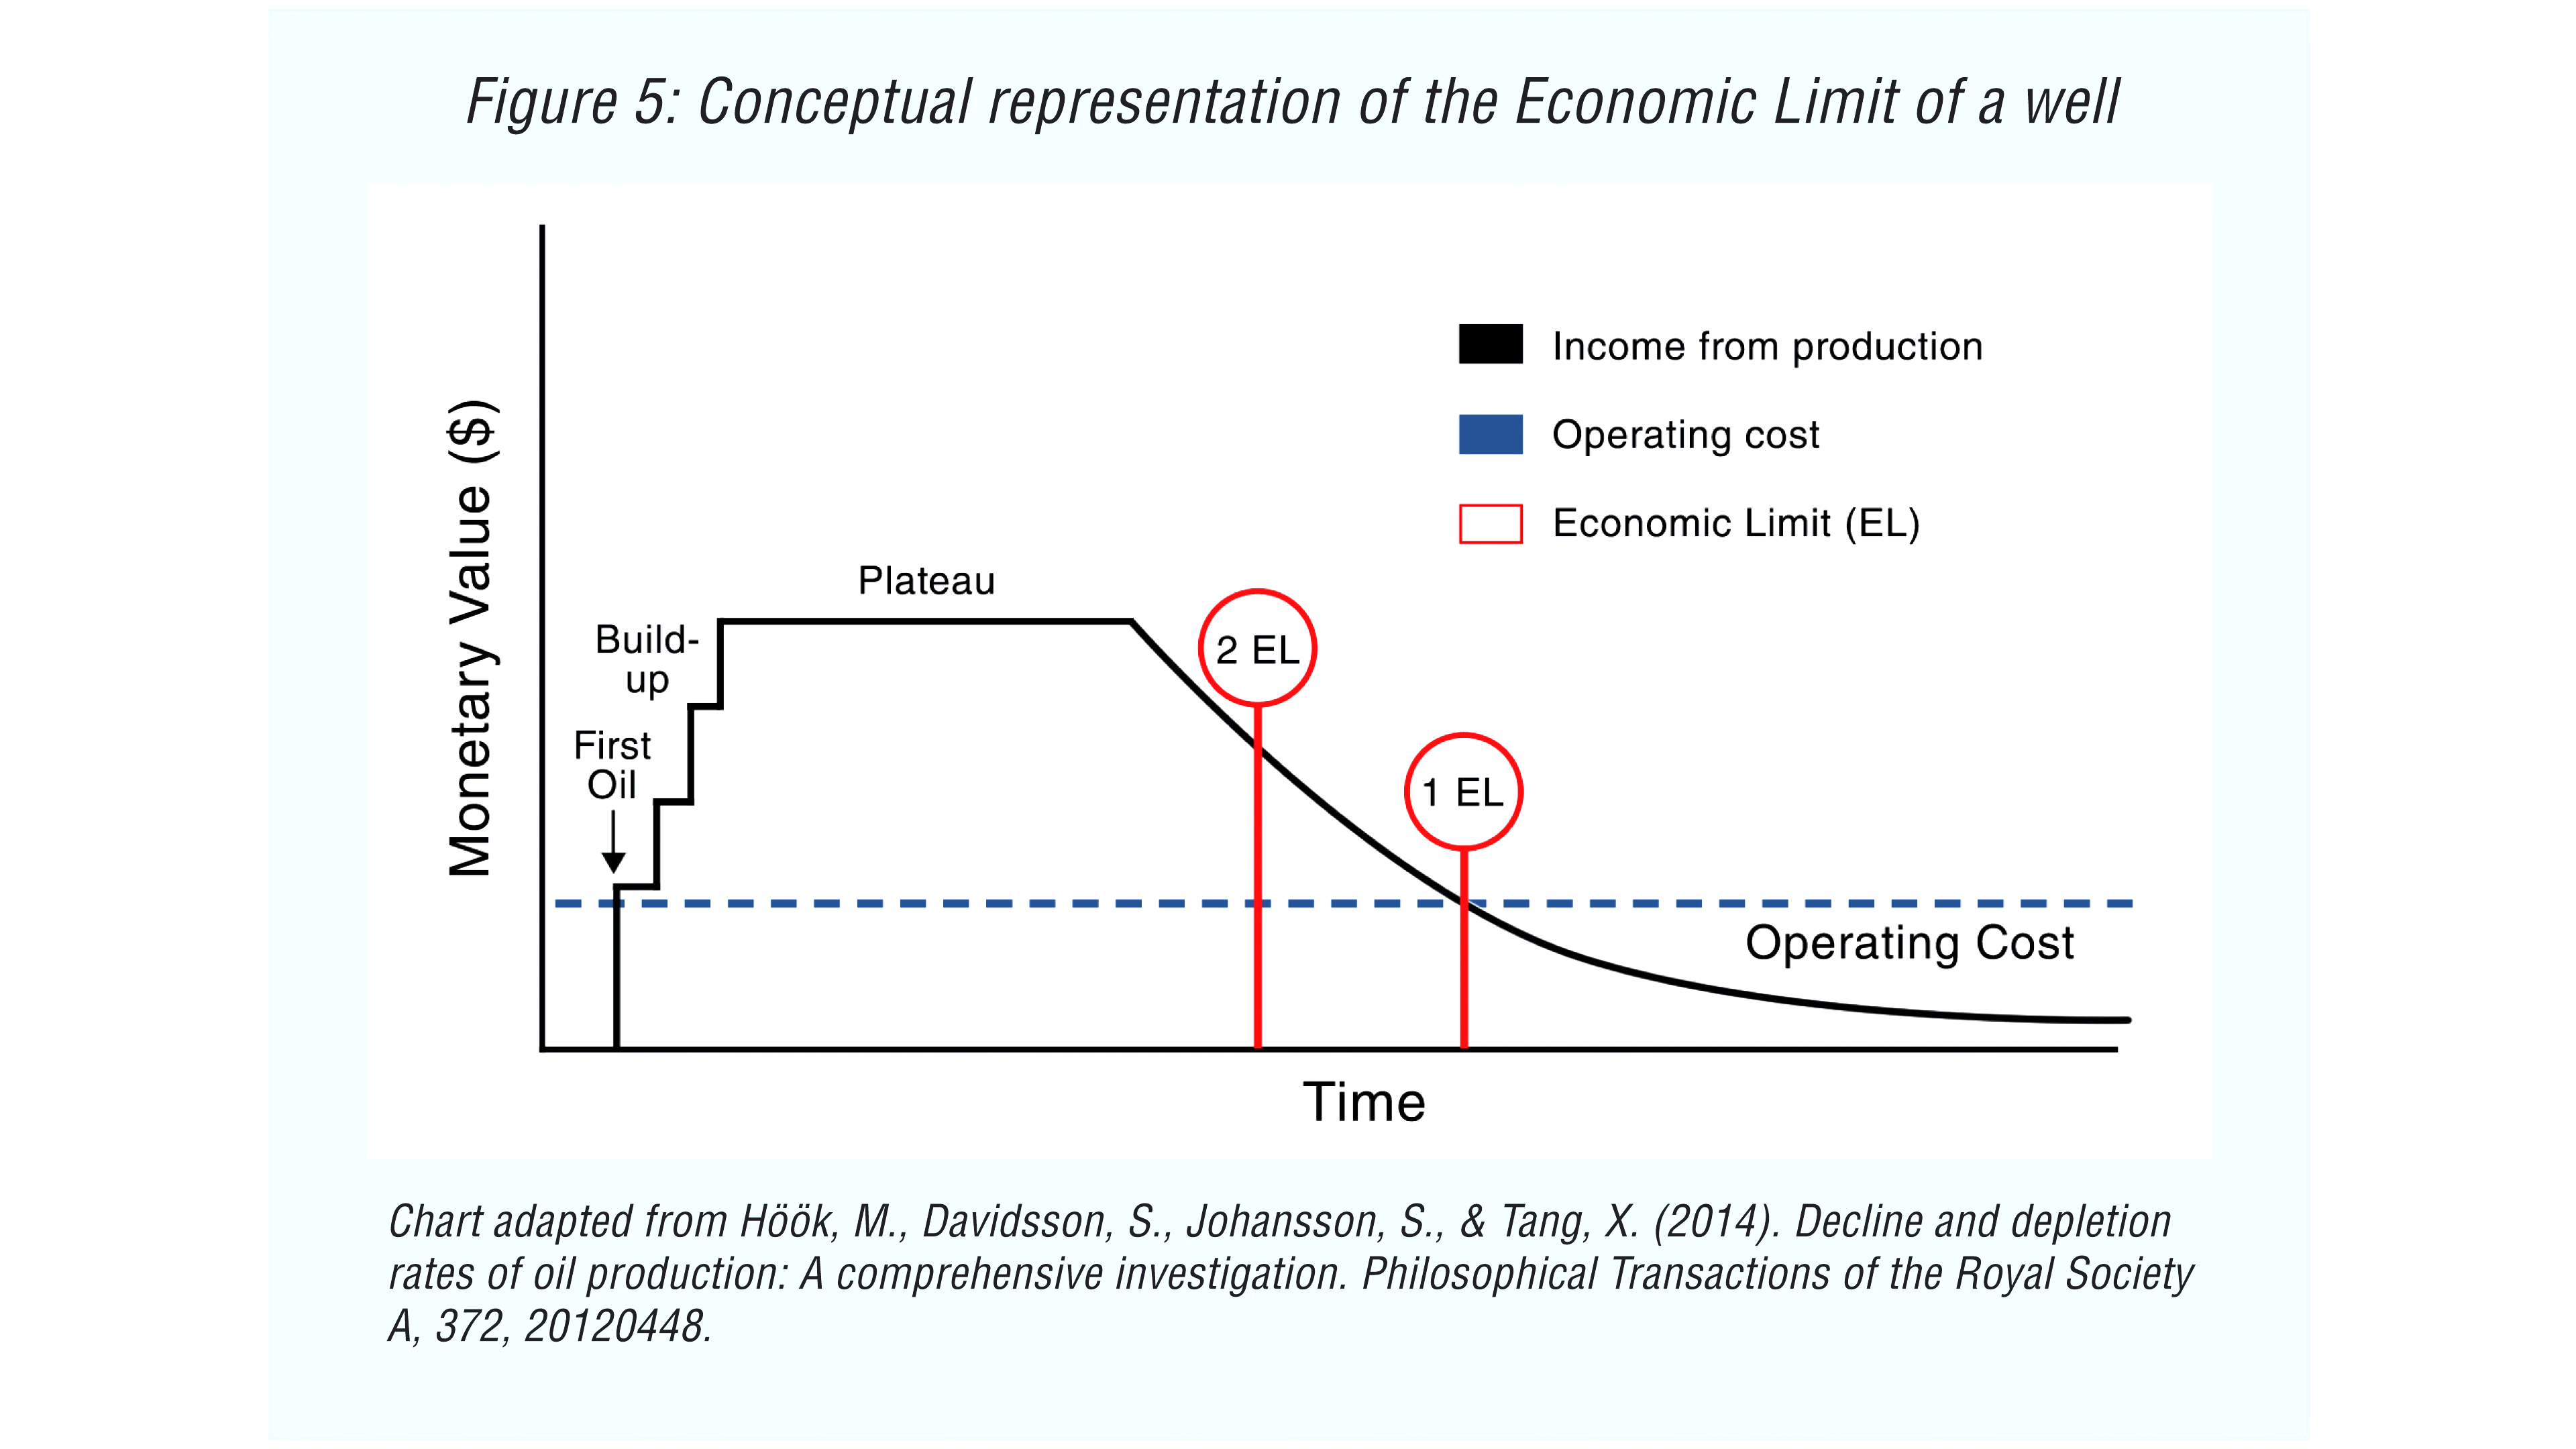 Figure 5: Conceptual representation of the Economic Limit of a well
Monetary Value ($)
Income from production
Operating cost
Economic Limit (EL)
Plateau
Build-
up
First
Oil
2 EL
1 EL
Operating Cost
Time
Chart adapted from Höök, M., Davidsson, S., Johansson, S., & Tang, X. (2014). Decline and depletion
rates of oil production: A comprehensive investigation. Philosophical Transactions of the Royal Society
A, 372, 20120448.